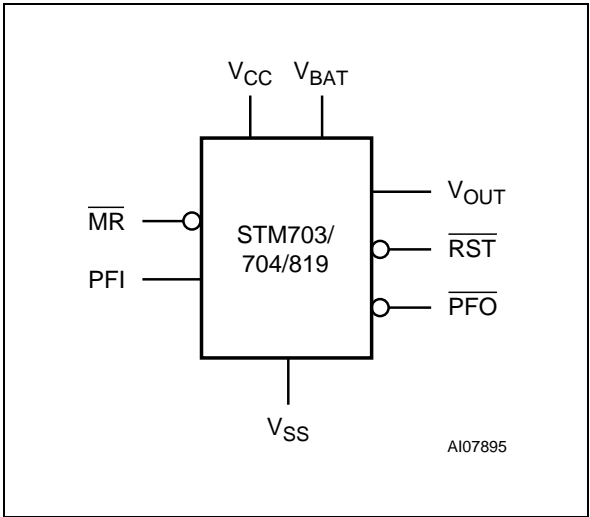 VCC VBAT
VOUT
MR
STM703/
RST
704/819
PFI
PFO
VSS
AI07895